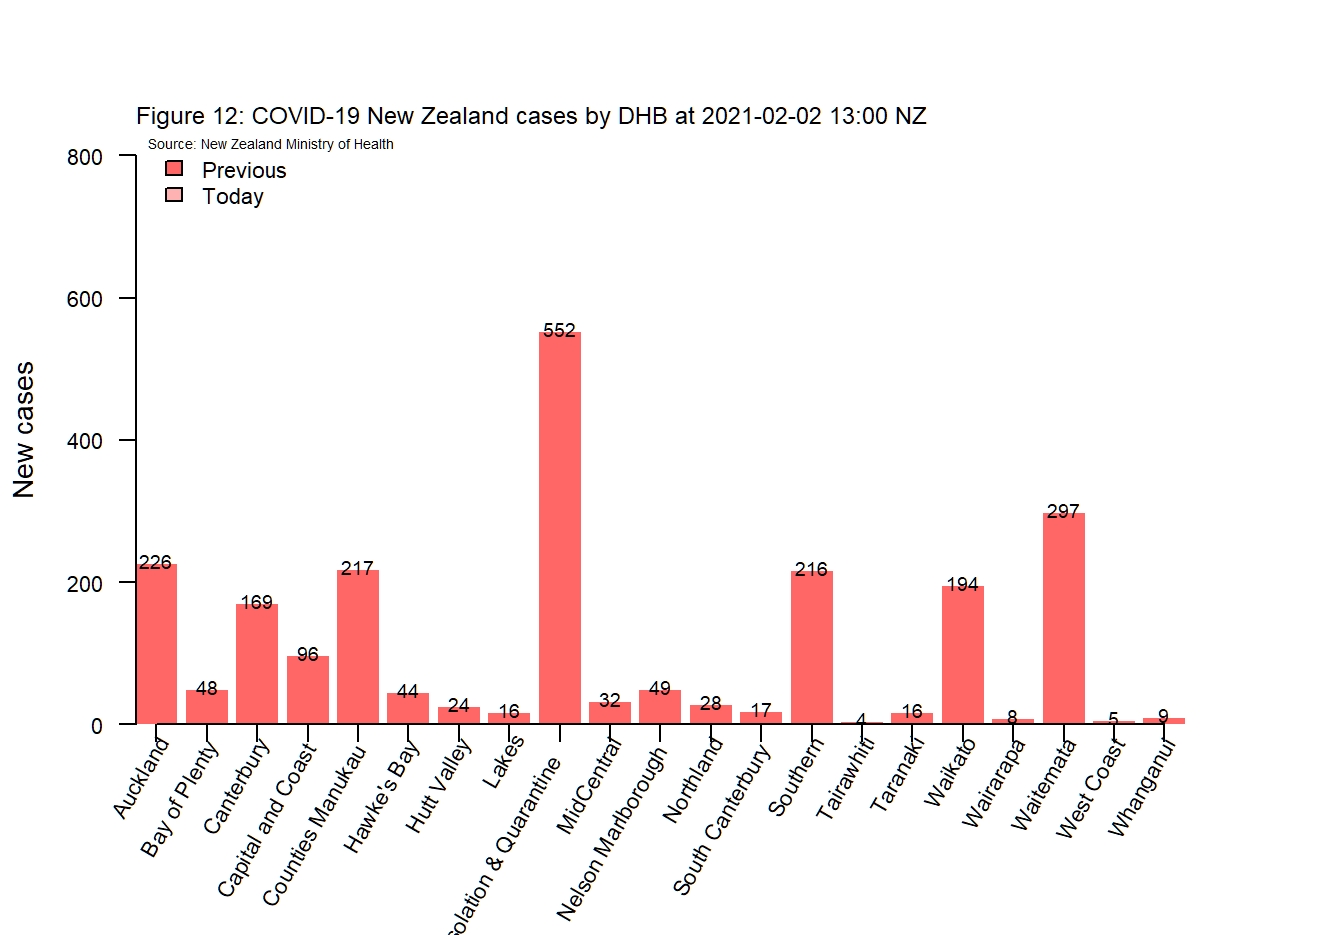 Figure 12: COVID-19 New Zealand cases by DHB at 2021-02-02 13:00 NZ
Source: New Zealand Ministry of Health
Previous
Today
New cases
800
600
400
200
0
226
48
169
96
217
44
24
16
552
32
49
28
17
216
4
16
194
8
297
5
9
Auckland
Bay of Plenty
Canterbury
Capital and Coast
Counties Manukau
Hawke's Bay
Hutt Valley
Lakes
solation & Quarantine
MidCentral
Nelson Marlborough
Northland
South Canterbury
Southern
Tairawhiti
Taranaki
Waikato
Wairarapa
Waitemata
West Coast
Whanganui